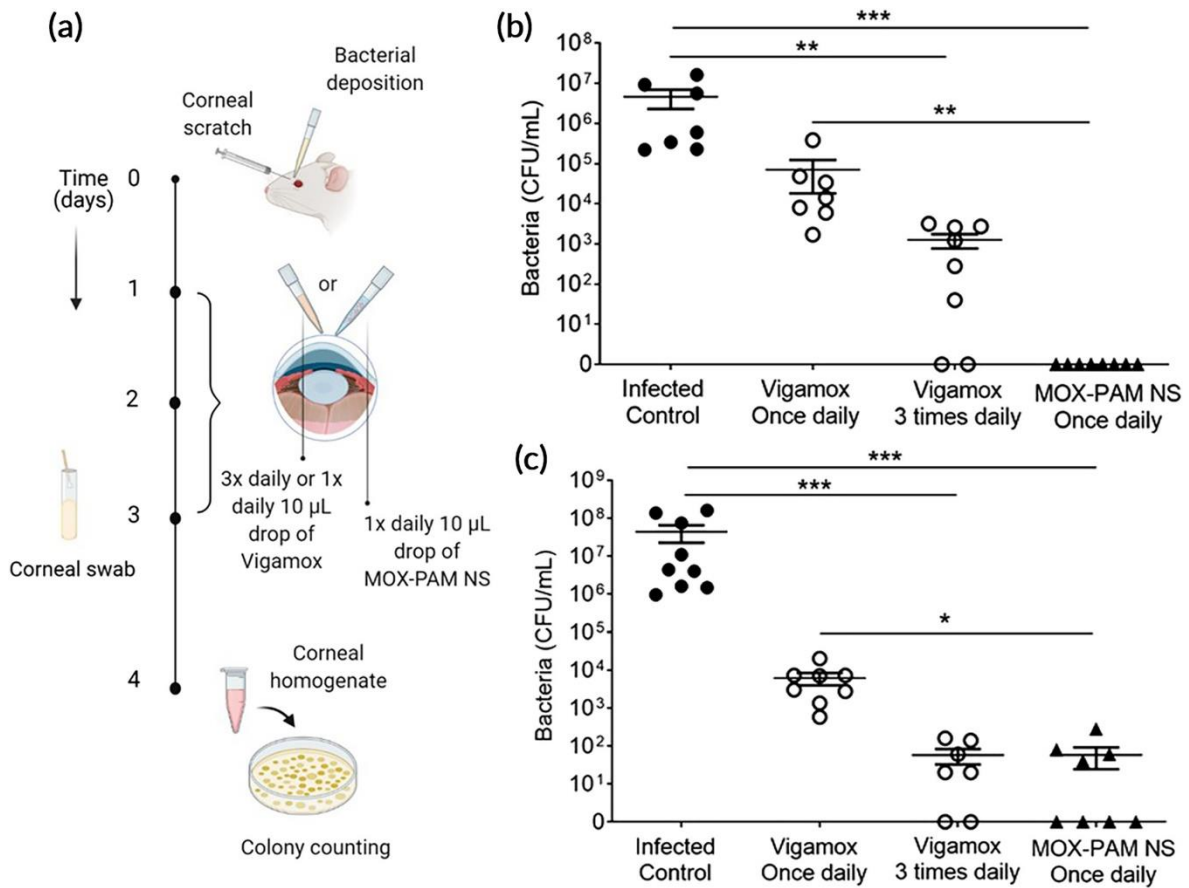 (a)
Bacterial
deposition
Corneal
scratch
Time
(days)
0
1
2
3
4
or
3x daily or 1x
daily 10 µL
drop of
Vigamox
1x daily 10 µL
drop of
MOX-PAM NS
Corneal swab
Corneal
homogenate
Colony counting
(b)
***
**
**
Bacteria (CFU/mL)
10⁸
10⁷
10⁶
10⁵
10⁴
10³
10²
10¹
0
Infected
Control
Vigamox
Once daily
Vigamox
3 times daily
MOX-PAM NS
Once daily
(c)
***
***
*
Bacteria (CFU/mL)
10⁹
10⁸
10⁷
10⁶
10⁵
10⁴
10³
10²
10¹
0
Infected
Control
Vigamox
Once daily
Vigamox
3 times daily
MOX-PAM NS
Once daily